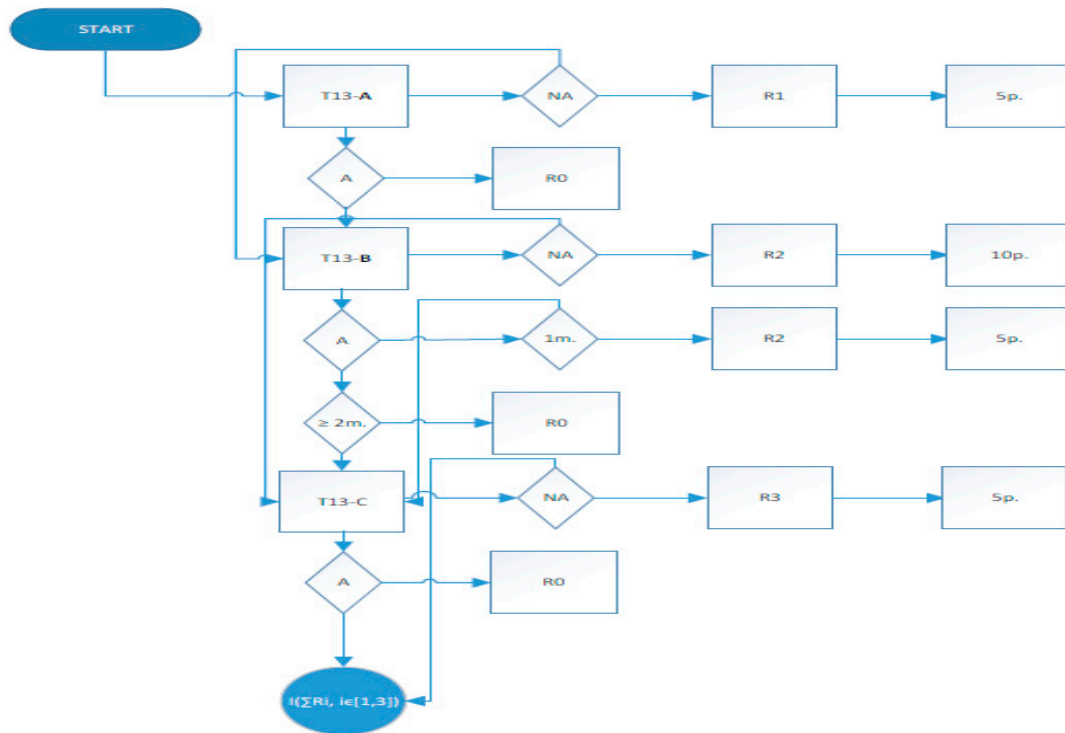 START
T13-A
NA
R1
5p.
A
R0
T13-B
NA
R2
10p.
A
1m.
R2
5p.
≥ 2m.
R0
T13-C
NA
R3
5p.
A
R0
I(∑Ri, iϵ[1,3])